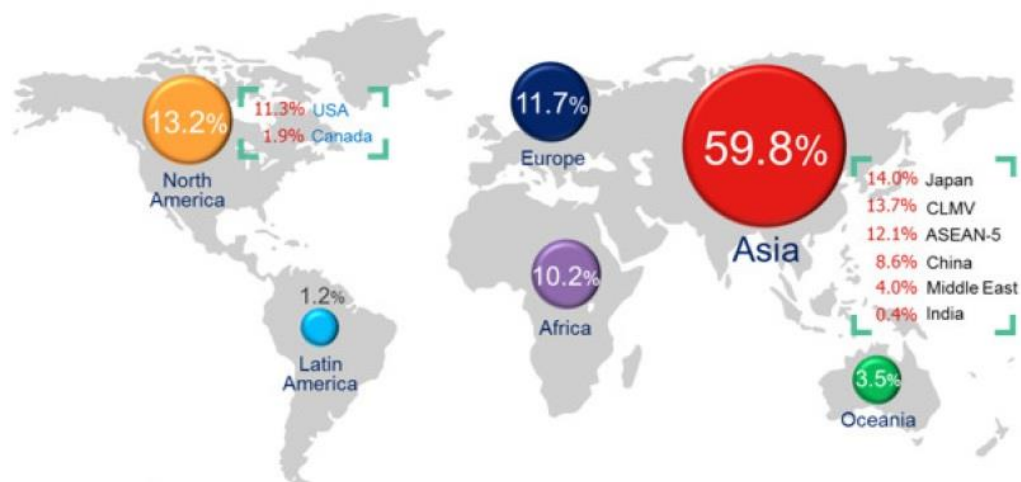 13.2%
North
America
11.3% USA
1.9% Canada
11.7%
Europe
59.8%
Asia
14.0% Japan
13.7% CLMV
12.1% ASEAN-5
8.6% China
4.0% Middle East
0.4% India
10.2%
Africa
1.2%
Latin
America
3.5%
Oceania